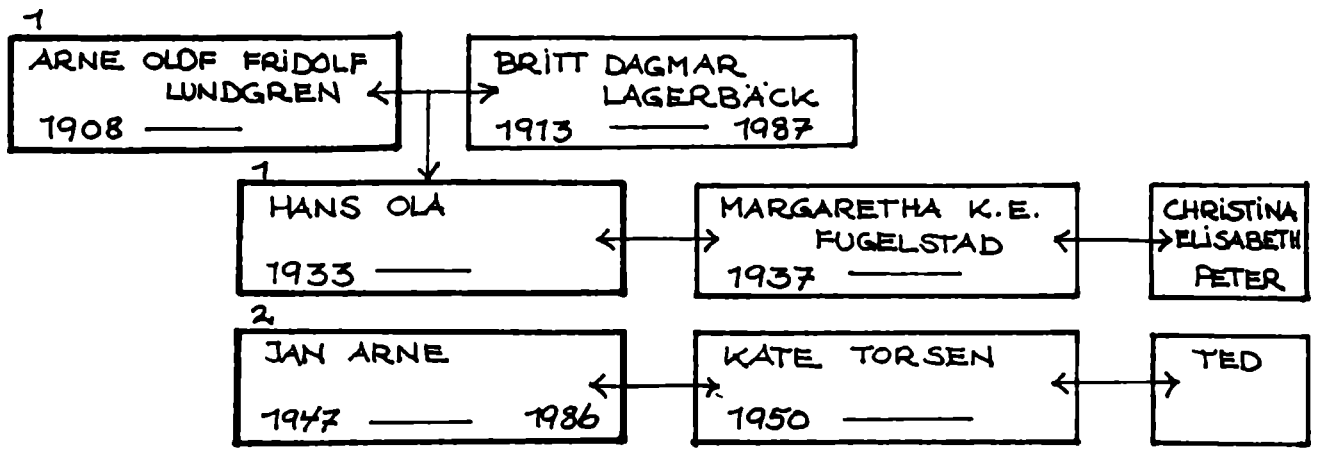 1
ARNE OLOF FRIDOLF
LUNDGREN
1908 ———
BRITT DAGMAR
LAGERBÄCK
1913 ——— 1987
1
HANS OLA
1933 ———
MARGARETHA K.E.
FUGELSTAD
1937 ———
CHRISTINA
ELISABETH
PETER
2
JAN ARNE
1947 ——— 1986
KATE TORSEN
1950 ———
TED